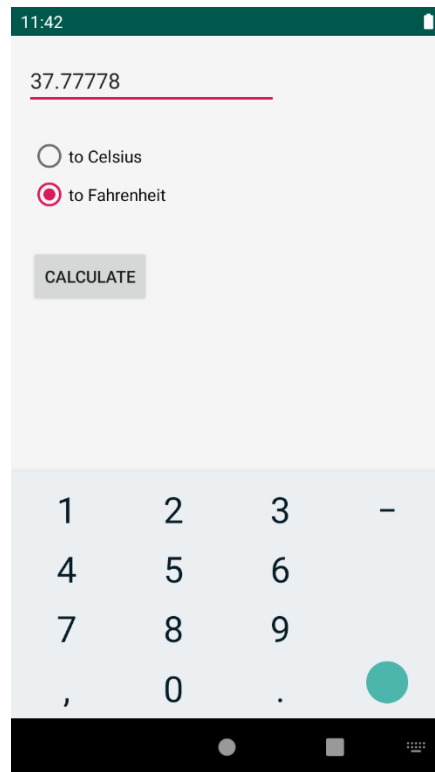 11:42
37.77778
to Celsius
to Fahrenheit
CALCULATE
1 2 3 -
4 5 6
7 8 9
, 0 .